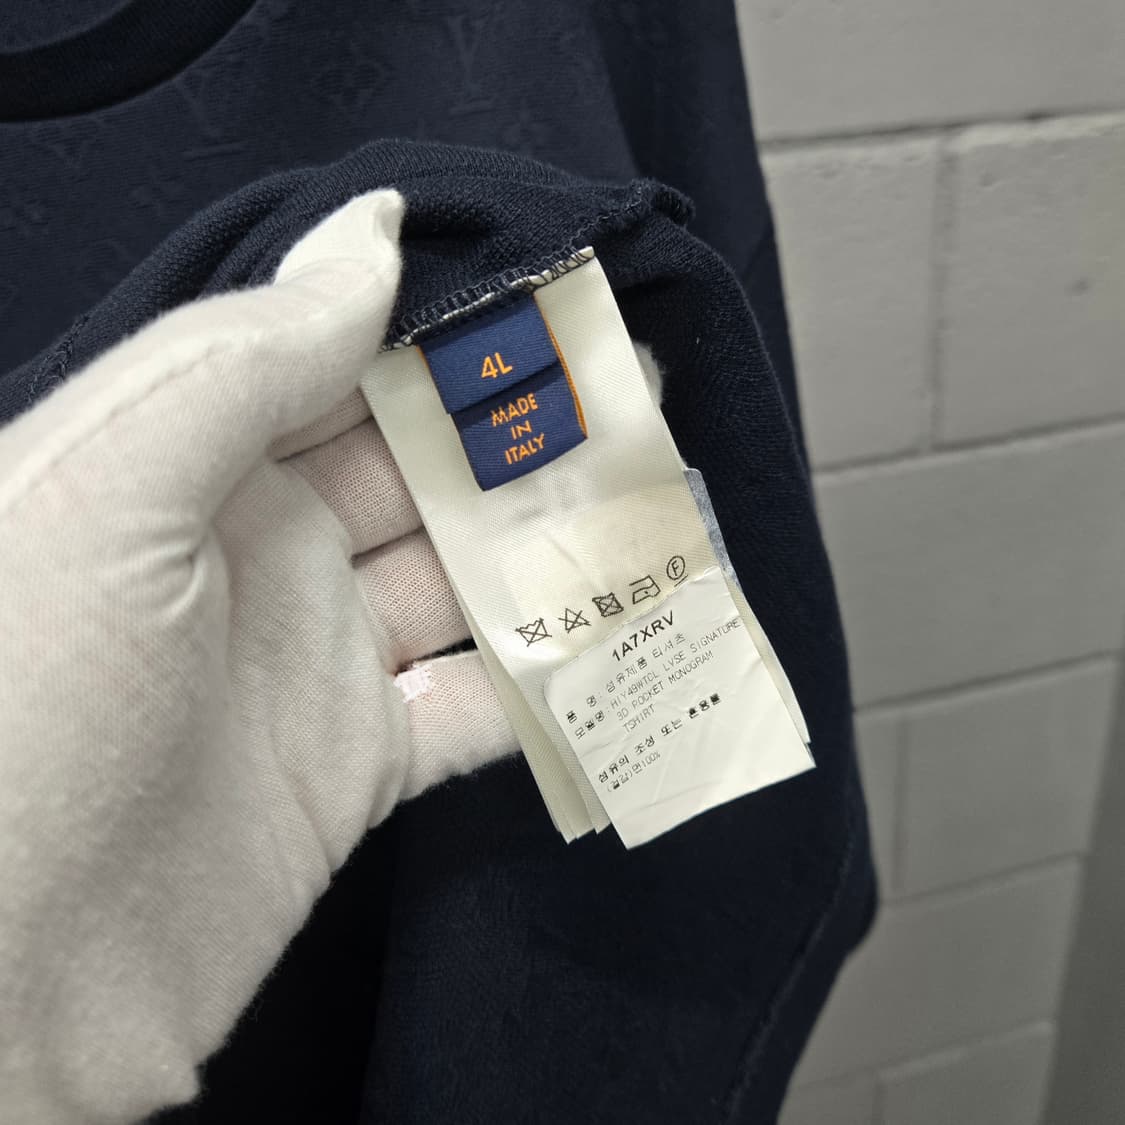 4L
MADE
IN
ITALY
F
1A7XRV
품 명 : 섬유제품 티셔츠
모델명 : HIY49WTCL LVSE SIGNATURE
3D POCKET MONOGRAM
TSHIRT
섬유의 조성 또는 혼용률
(겉감)면100%